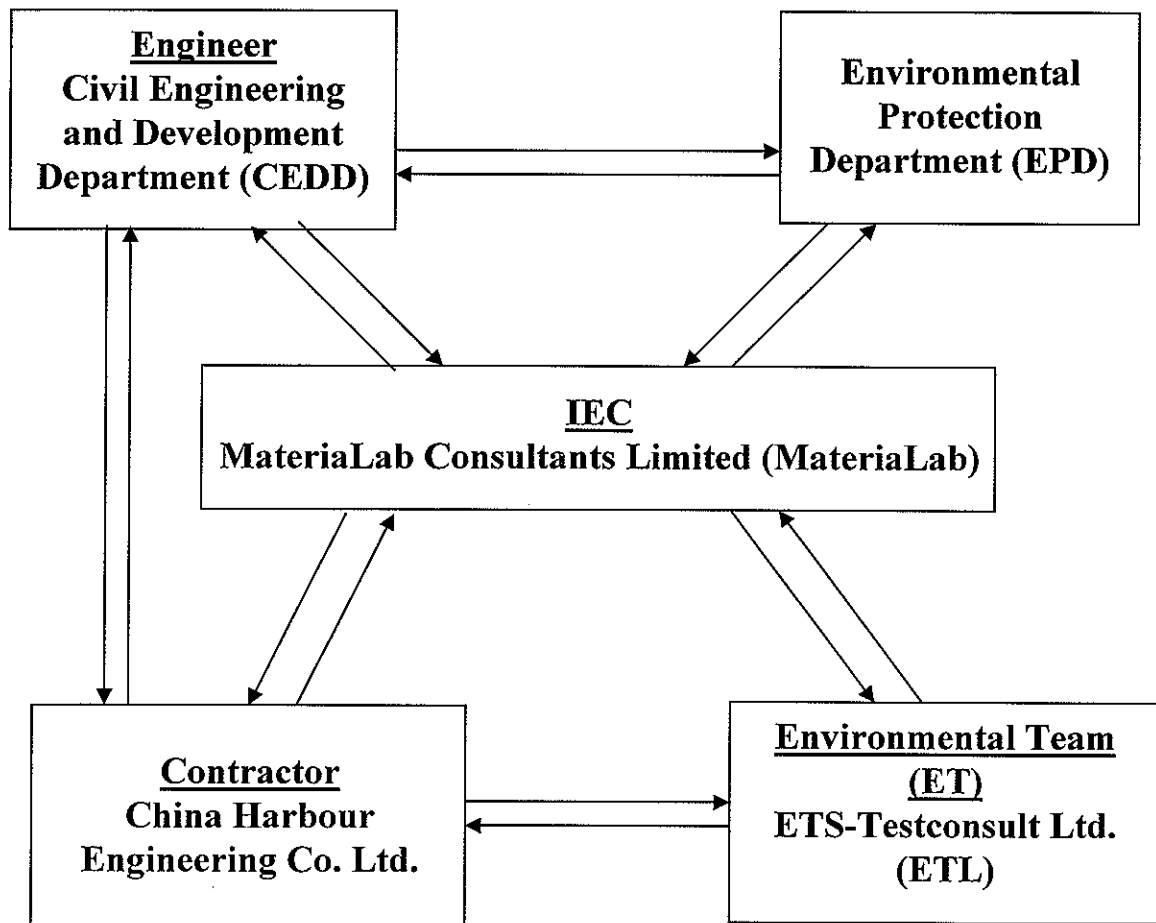 Engineer
Civil Engineering
and Development
Department (CEDD)
Environmental
Protection
Department (EPD)
IEC
MateriaLab Consultants Limited (MateriaLab)
Contractor
China Harbour
Engineering Co. Ltd.
Environmental Team
(ET)
ETS-Testconsult Ltd.
(ETL)